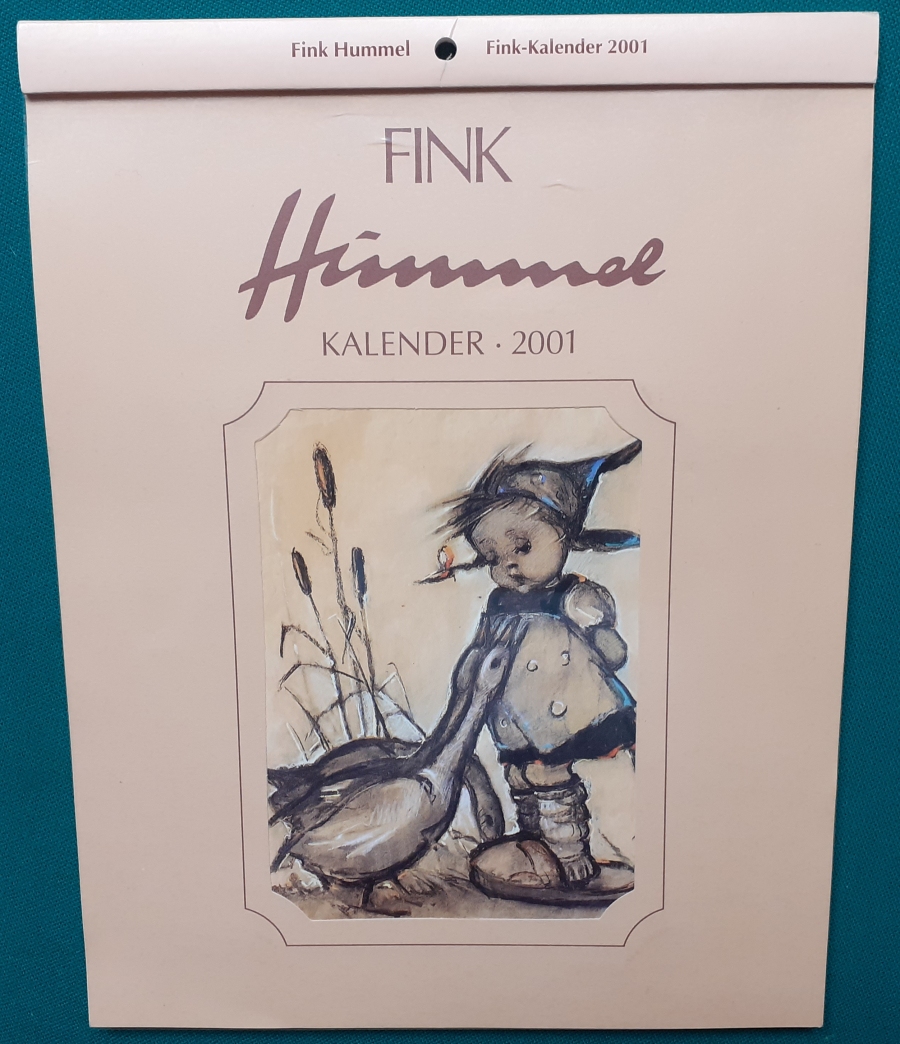 Fink Hummel Fink-Kalender 2001
FINK
Hummel
KALENDER · 2001